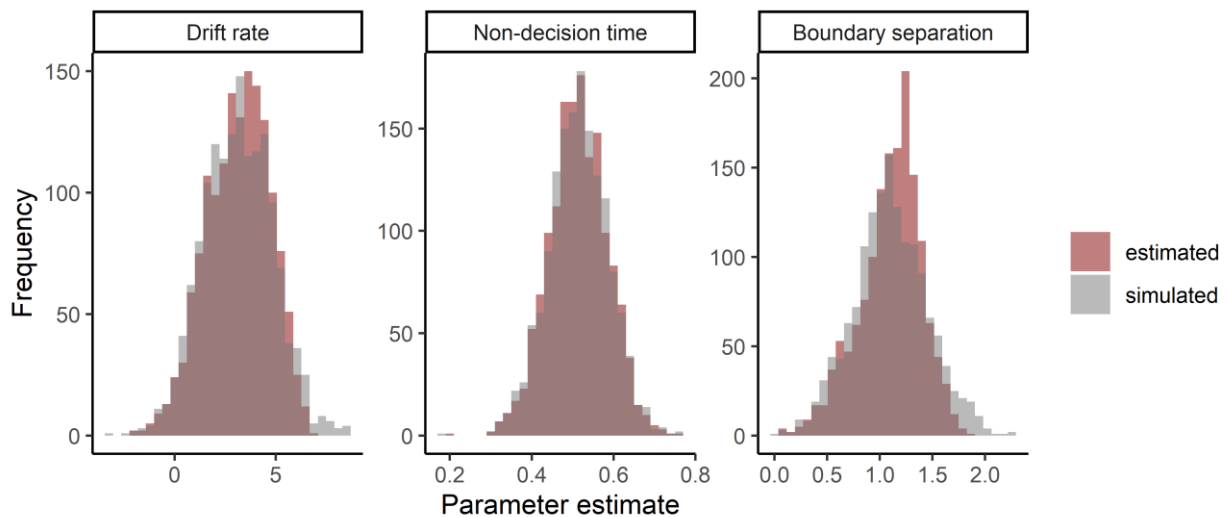 Drift rate
Non-decision time
Boundary separation
Frequency
150
100
50
0
0 5
150
100
50
0
0.2 0.4 0.6 0.8
200
150
100
50
0
0.0 0.5 1.0 1.5 2.0
Parameter estimate
estimated
simulated